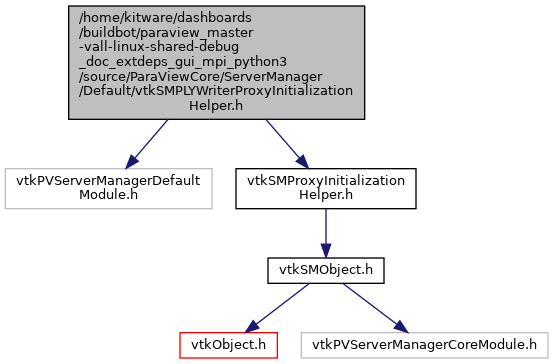 /home/kitware/dashboards
/buildbot/paraview_master
-vall-linux-shared-debug
_doc_extdeps_gui_mpi_python3
/source/ParaViewCore/ServerManager
/Default/vtkSMPLYWriterProxyInitialization
Helper.h
vtkPVServerManagerDefault
Module.h
vtkSMProxyInitialization
Helper.h
vtkSMObject.h
vtkObject.h
vtkPVServerManagerCoreModule.h